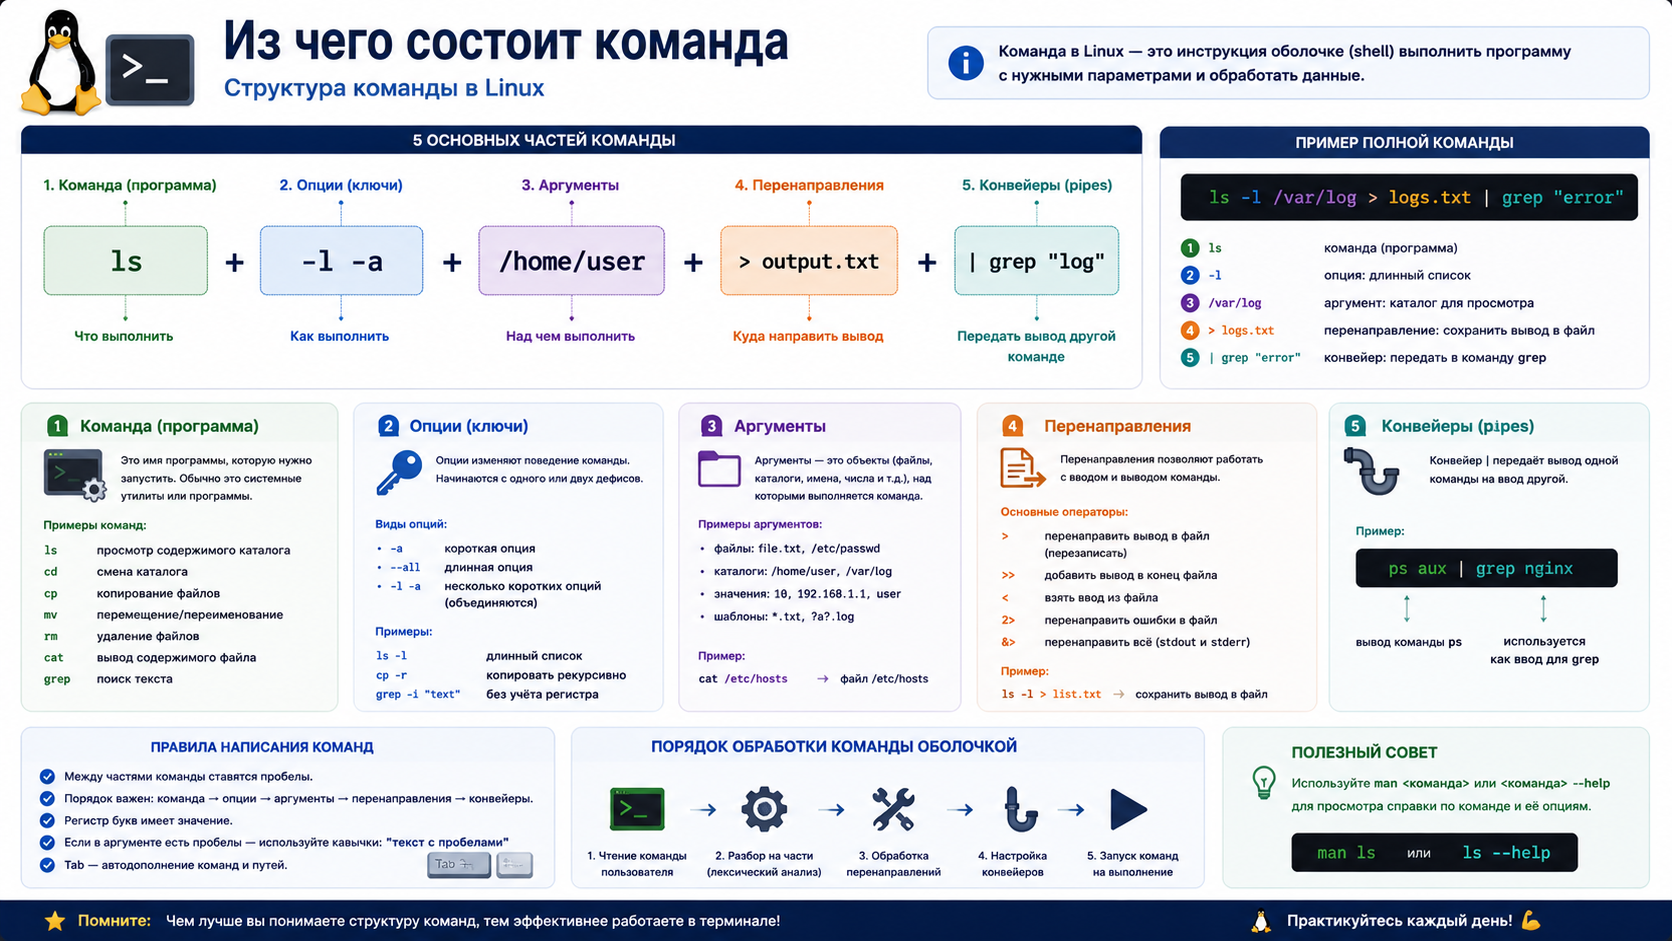 Из чего состоит команда
Структура команды в Linux
>_
i
Команда в Linux — это инструкция оболочке (shell) выполнить программу
с нужными параметрами и обработать данные.
5 ОСНОВНЫХ ЧАСТЕЙ КОМАНДЫ
1. Команда (программа)
2. Опции (ключи)
3. Аргументы
4. Перенаправления
5. Конвейеры (pipes)
ls + -l -a + /home/user + > output.txt + | grep "log"
Что выполнить
Как выполнить
Над чем выполнить
Куда направить вывод
Передать вывод другой
команде
ПРИМЕР ПОЛНОЙ КОМАНДЫ
ls -l /var/log > logs.txt | grep "error"
1 ls команда (программа)
2 -l опция: длинный список
3 /var/log аргумент: каталог для просмотра
4 > logs.txt перенаправление: сохранить вывод в файл
5 | grep "error" конвейер: передать в команду grep
1 Команда (программа)
>_
Это имя программы, которую нужно
запустить. Обычно это системные
утилиты или программы.
Примеры команд:
ls просмотр содержимого каталога
cd смена каталога
cp копирование файлов
mv перемещение/переименование
rm удаление файлов
cat вывод содержимого файла
grep поиск текста
2 Опции (ключи)
Опции изменяют поведение команды.
Начинаются с одного или двух дефисов.
Виды опций:
• -a короткая опция
• --all длинная опция
• -l -a несколько коротких опций
(объединяются)
Примеры:
ls -l длинный список
cp -r копировать рекурсивно
grep -i "text" без учёта регистра
3 Аргументы
Аргументы — это объекты (файлы,
каталоги, имена, числа и т.д.), над
которыми выполняется команда.
Примеры аргументов:
• файлы: file.txt, /etc/passwd
• каталоги: /home/user, /var/log
• значения: 10, 192.168.1.1, user
• шаблоны: *.txt, ?a?.log
Пример:
cat /etc/hosts → файл /etc/hosts
4 Перенаправления
Перенаправления позволяют работать
с вводом и выводом команды.
Основные операторы:
> перенаправить вывод в файл
(перезаписать)
>> добавить вывод в конец файла
< взять ввод из файла
2> перенаправить ошибки в файл
&> перенаправить всё (stdout и stderr)
Пример:
ls -l > list.txt → сохранить вывод в файл
5 Конвейеры (pipes)
Конвейер | передаёт вывод одной
команды на ввод другой.
Пример:
ps aux | grep nginx
вывод команды ps
используется
как ввод для grep
ПРАВИЛА НАПИСАНИЯ КОМАНД
Между частями команды ставятся пробелы.
Порядок важен: команда → опции → аргументы → перенаправления → конвейеры.
Регистр букв имеет значение.
Если в аргументе есть пробелы — используйте кавычки: "текст с пробелами"
Tab — автодополнение команд и путей.
Tab
ПОРЯДОК ОБРАБОТКИ КОМАНДЫ ОБОЛОЧКОЙ
>_
1. Чтение команды
пользователя
2. Разбор на части
(лексический анализ)
3. Обработка
перенаправлений
4. Настройка
конвейеров
5. Запуск команд
на выполнение
ПОЛЕЗНЫЙ СОВЕТ
Используйте man <команда> или <команда> --help
для просмотра справки по команде и её опциям.
man ls или ls --help
Помните: Чем лучше вы понимаете структуру команд, тем эффективнее работаете в терминале!
Практикуйтесь каждый день!